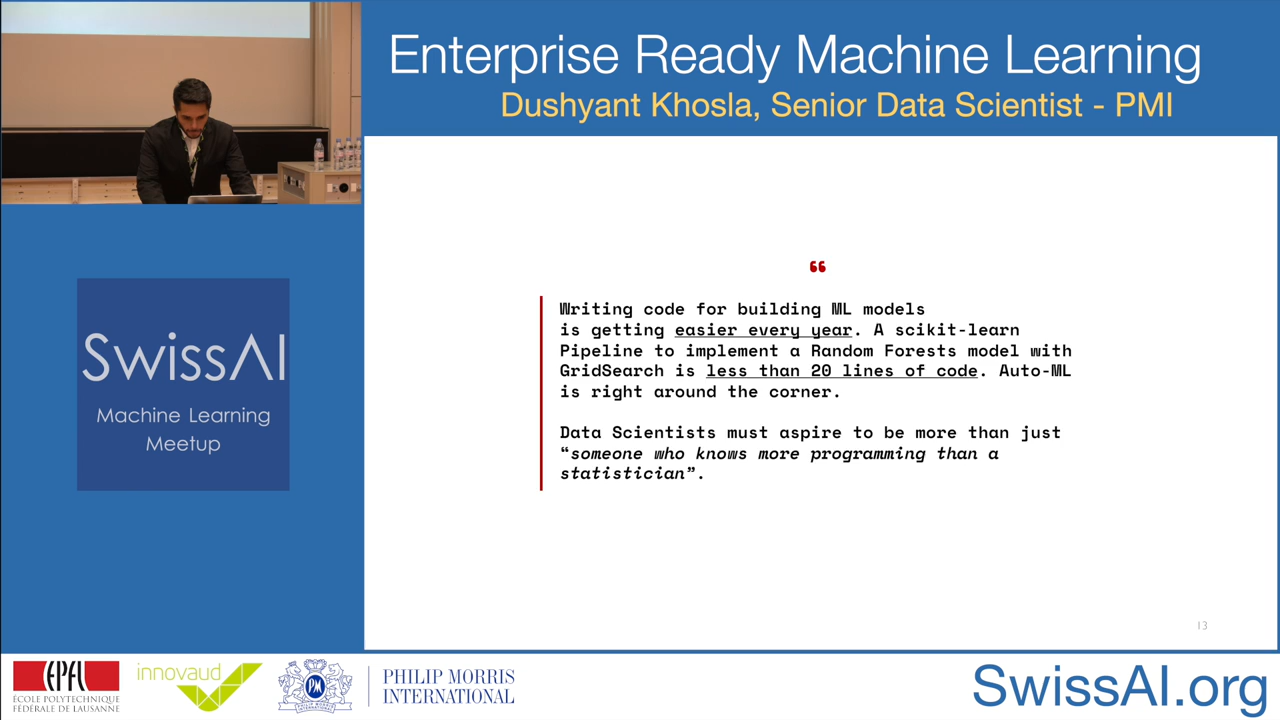 Enterprise Ready Machine Learning
Dushyant Khosla, Senior Data Scientist - PMI
“
Writing code for building ML models
is getting easier every year. A scikit-learn
Pipeline to implement a Random Forests model with
GridSearch is less than 20 lines of code. Auto-ML
is right around the corner.
Data Scientists must aspire to be more than just
“someone who knows more programming than a
statistician”.
13
SwissAI
Machine Learning
Meetup
EPFL
ÉCOLE POLYTECHNIQUE
FÉDÉRALE DE LAUSANNE
innovaud
PM
PHILIP MORRIS
INTERNATIONAL
SwissAI.org